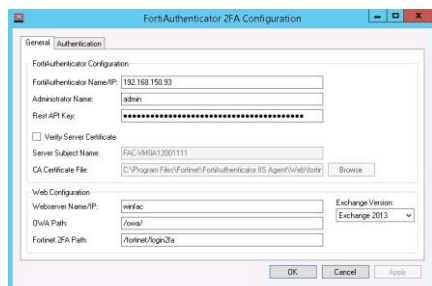 FortiAuthenticator 2FA Configuration
General Authentication
FortiAuthenticator Configuration
FortiAuthenticator Name/IP: 192.168.150.93
Administrator Name: admin
Rest API Key:
Verify Server Certificate
Server Subject Name: FAC-VM0A12001111
CA Certificate File: C:\Program Files\Fortinet\FortiAuthenticator IIS Agent\Web\fortir Browse
Web Configuration
Webserver Name/IP: winfac
Exchange Version:
Exchange 2013
OWA Path: /owa/
Fortinet 2FA Path: /fortinet/login2fa
OK Cancel Apply